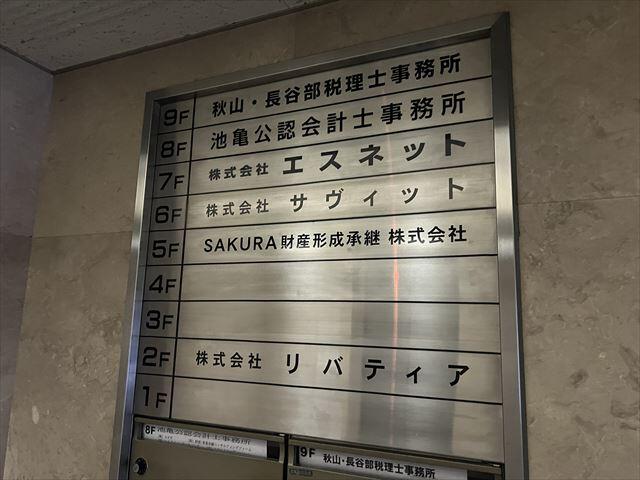 9F 秋山・長谷部税理士事務所
8F 池亀公認会計士事務所
7F 株式会社 エスネット
6F 株式会社 サヴィット
5F SAKURA財産形成承継 株式会社
4F
3F
2F 株式会社 リバティア
1F
8F 池亀公認会計士事務所
9F 秋山・長谷部税理士事務所